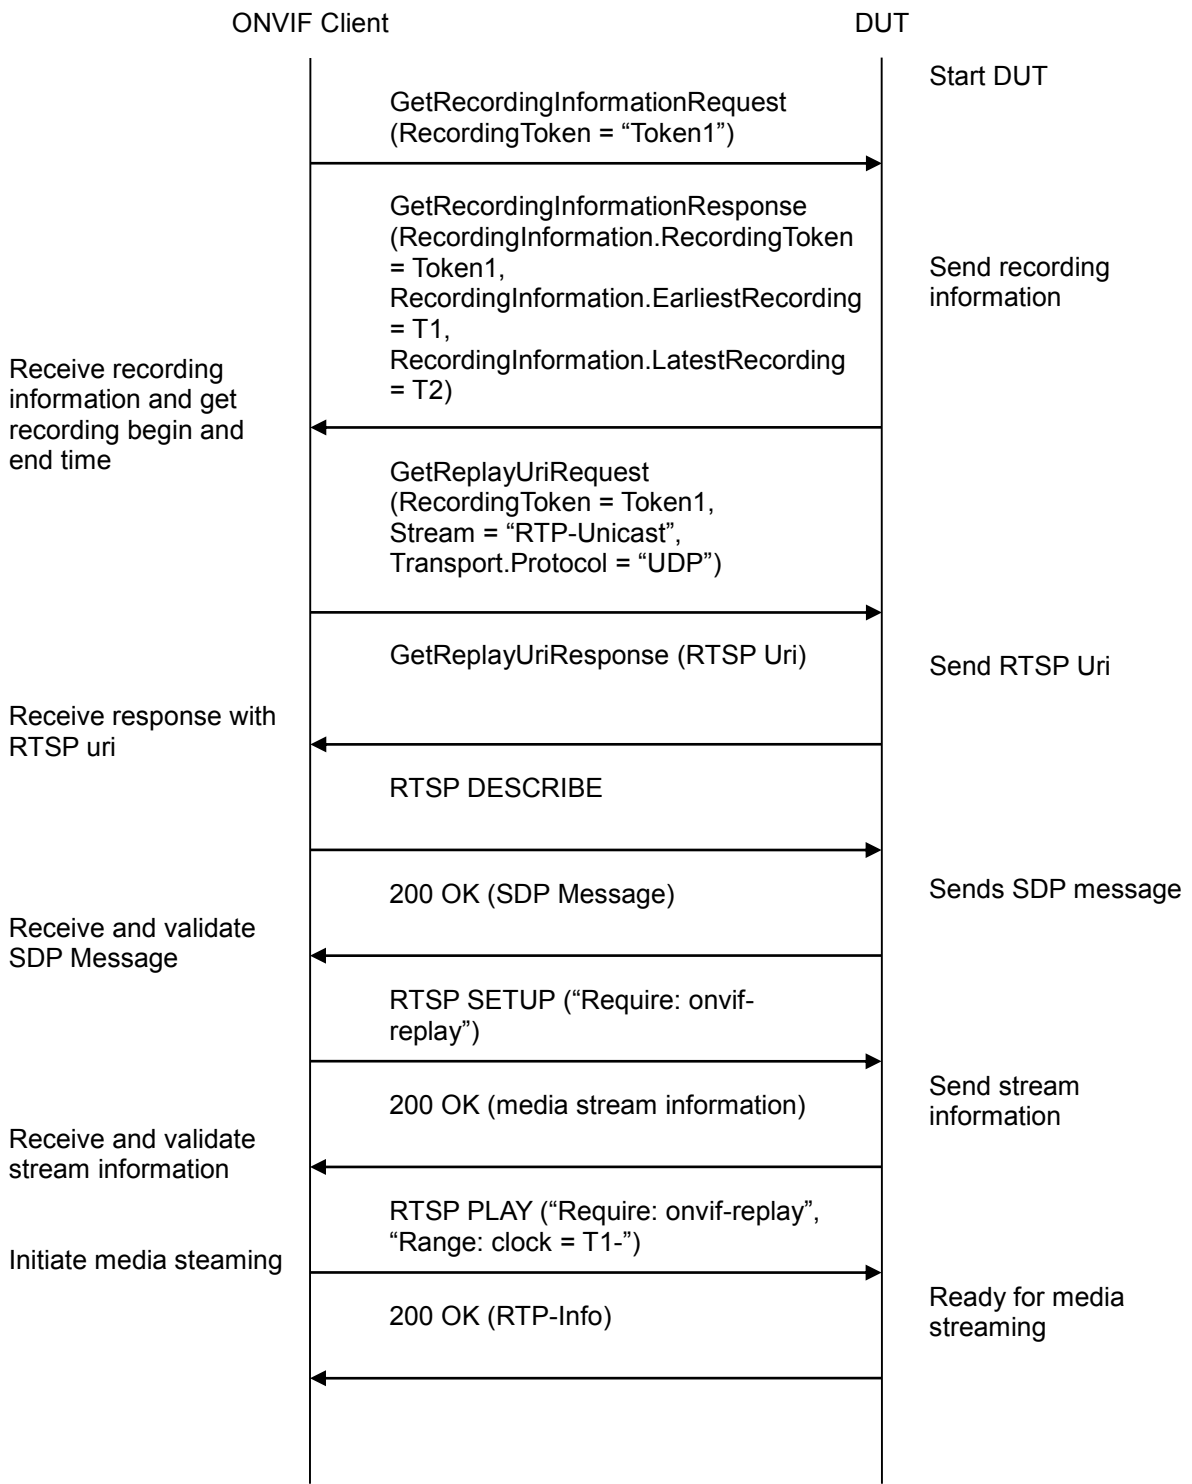 ONVIF Client
DUT
Start DUT
GetRecordingInformationRequest
(RecordingToken = “Token1”)
GetRecordingInformationResponse
(RecordingInformation.RecordingToken
= Token1,
RecordingInformation.EarliestRecording
= T1,
RecordingInformation.LatestRecording
= T2)
Send recording
information
Receive recording
information and get
recording begin and
end time
GetReplayUriRequest
(RecordingToken = Token1,
Stream = “RTP-Unicast”,
Transport.Protocol = “UDP”)
GetReplayUriResponse (RTSP Uri)
Send RTSP Uri
Receive response with
RTSP uri
RTSP DESCRIBE
200 OK (SDP Message)
Sends SDP message
Receive and validate
SDP Message
RTSP SETUP (“Require: onvif-
replay”)
200 OK (media stream information)
Send stream
information
Receive and validate
stream information
RTSP PLAY (“Require: onvif-replay”,
“Range: clock = T1-”)
Initiate media steaming
200 OK (RTP-Info)
Ready for media
streaming